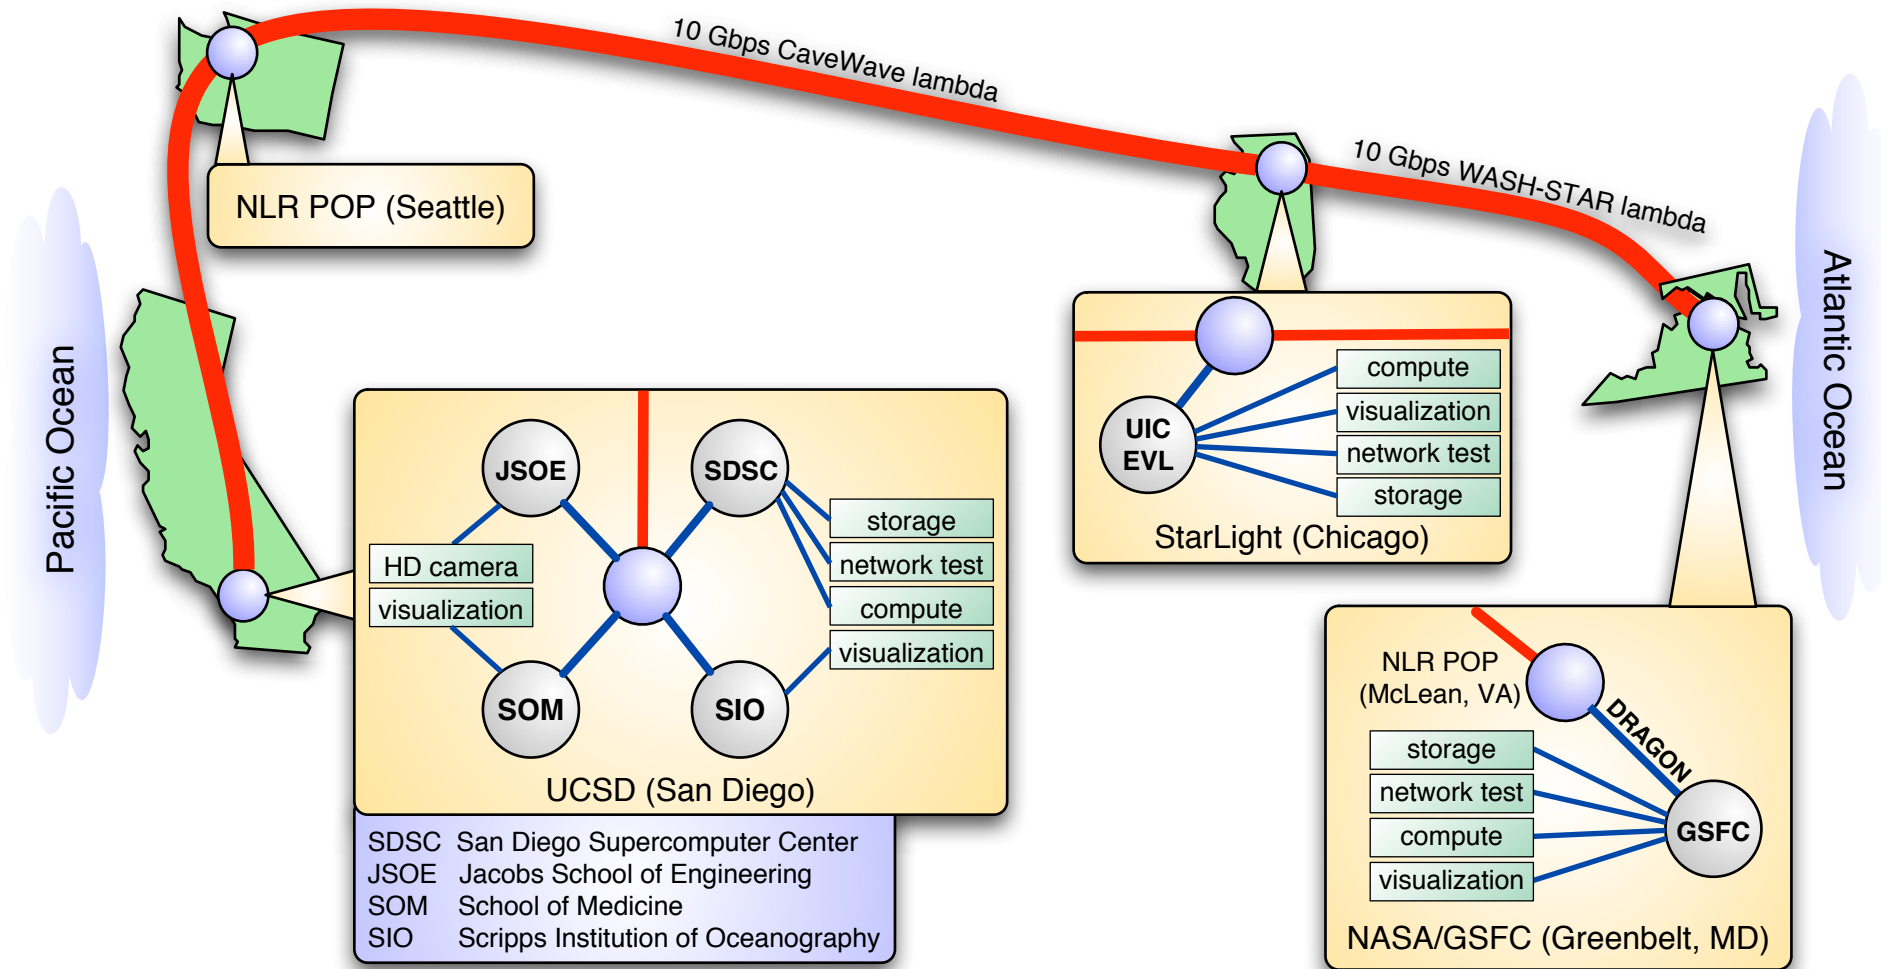 10 Gbps CaveWave lambda
10 Gbps WASH-STAR lambda
NLR POP (Seattle)
Pacific Ocean
Atlantic Ocean
JSOE
SDSC
HD camera
visualization
storage
network test
compute
visualization
SOM
SIO
UCSD (San Diego)
SDSC San Diego Supercomputer Center
JSOE Jacobs School of Engineering
SOM School of Medicine
SIO Scripps Institution of Oceanography
UIC
EVL
compute
visualization
network test
storage
StarLight (Chicago)
NLR POP
(McLean, VA)
DRAGON
storage
network test
compute
visualization
GSFC
NASA/GSFC (Greenbelt, MD)